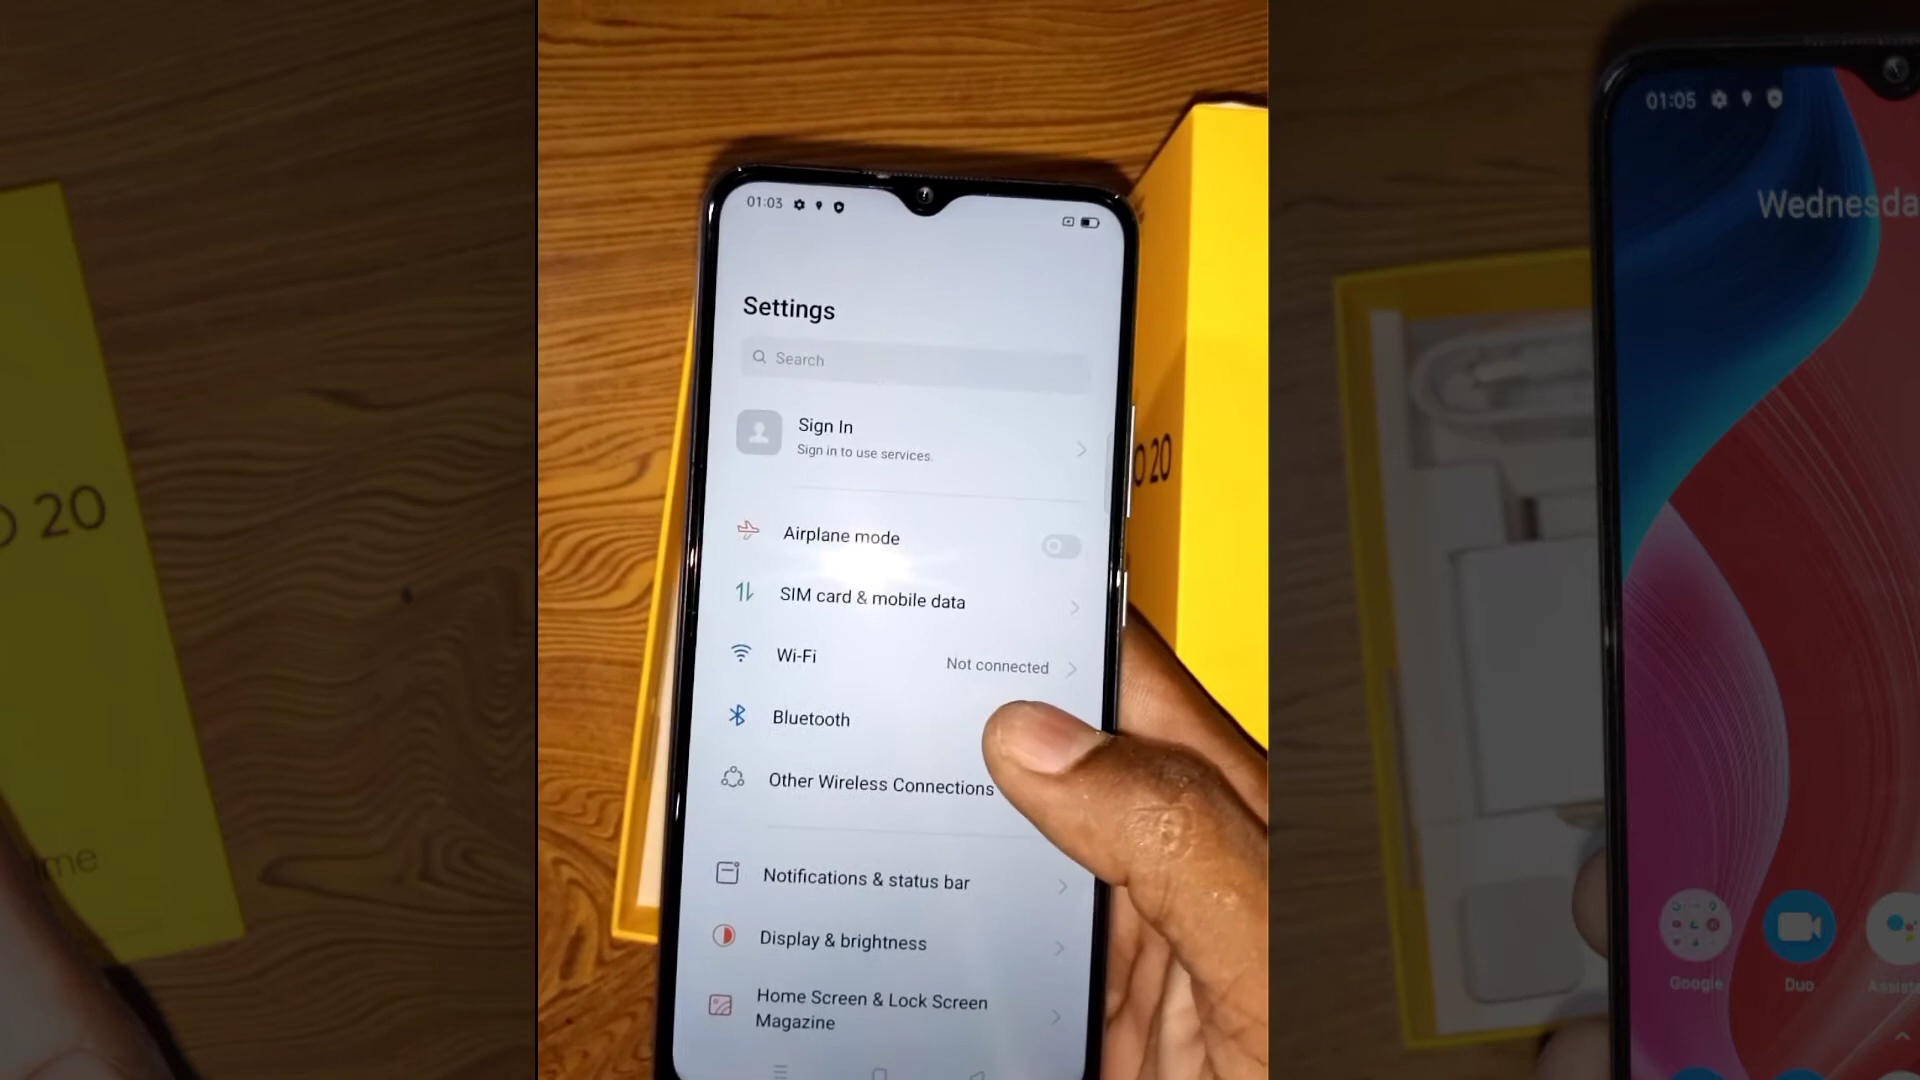 20
lme
01:03
Settings
Search
Sign In
Sign in to use services.
Airplane mode
SIM card & mobile data
Wi-Fi
Not connected
Bluetooth
Other Wireless Connections
Notifications & status bar
Display & brightness
Home Screen & Lock Screen
Magazine
O 20
01:05
Wednesda
Google
Duo
Assista